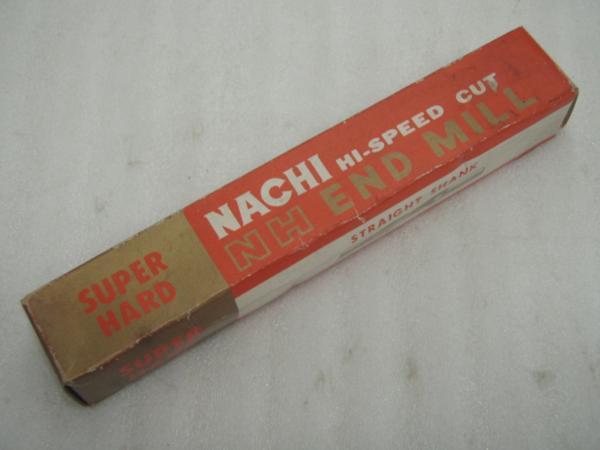 NACHI HI-SPEED CUT
NH END MILL
SUPER
HARD
STRAIGHT SHANK
SUPER